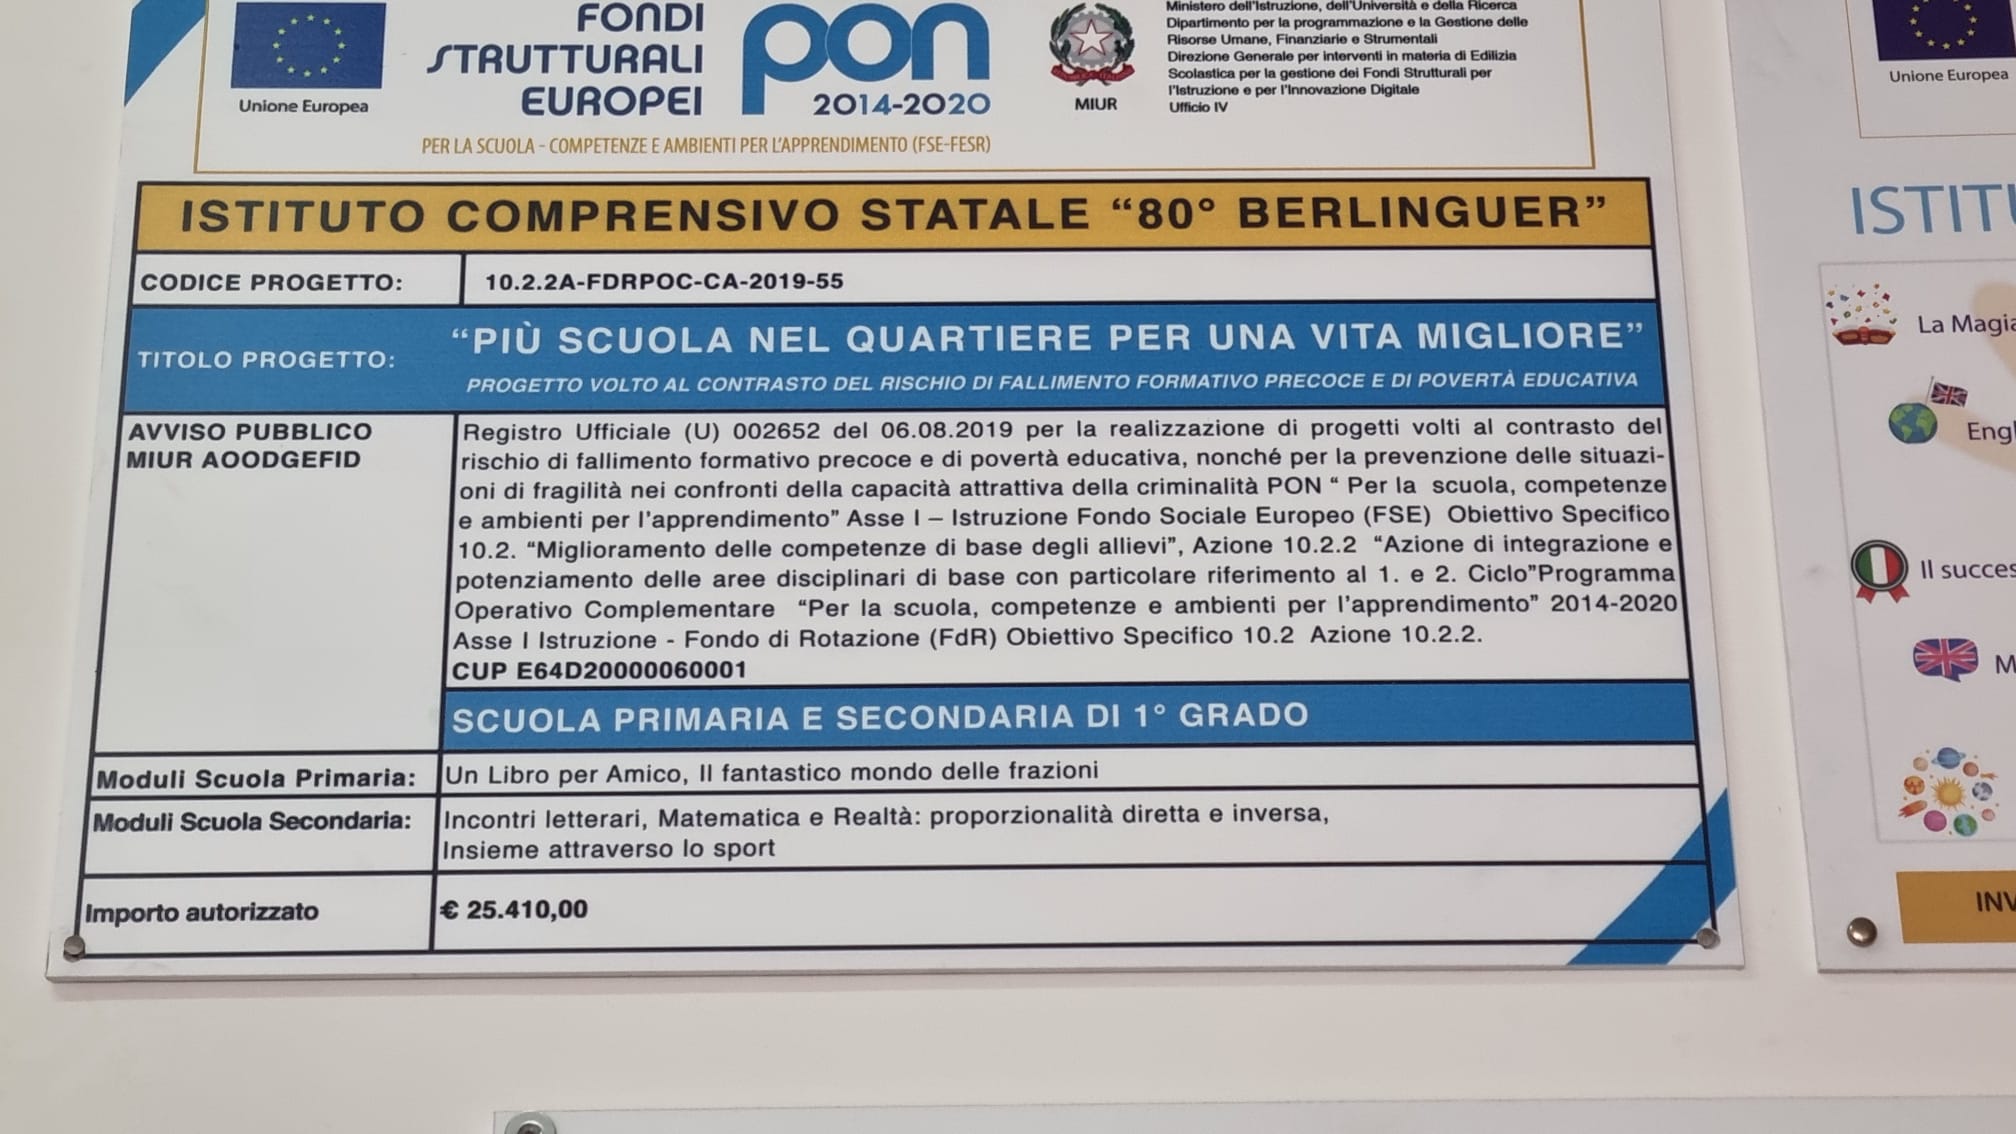 FONDI
STRUTTURALI
EUROPEI
pon
2014-2020
Unione Europea
PER LA SCUOLA - COMPETENZE E AMBIENTI PER L'APPRENDIMENTO (FSE-FESR)
MIUR
Ministero dell'Istruzione, dell'Università e della Ricerca
Dipartimento per la programmazione e la Gestione delle
Risorse Umane, Finanziarie e Strumentali
Direzione Generale per interventi in materia di Edilizia
Scolastica per la gestione dei Fondi Strutturali per
l'Istruzione e per l'Innovazione Digitale
Ufficio IV
ISTITUTO COMPRENSIVO STATALE “80° BERLINGUER”
CODICE PROGETTO: 10.2.2A-FDRPOC-CA-2019-55
TITOLO PROGETTO: “PIÙ SCUOLA NEL QUARTIERE PER UNA VITA MIGLIORE”
PROGETTO VOLTO AL CONTRASTO DEL RISCHIO DI FALLIMENTO FORMATIVO PRECOCE E DI POVERTÀ EDUCATIVA
AVVISO PUBBLICO
MIUR AOODGEFID
Registro Ufficiale (U) 002652 del 06.08.2019 per la realizzazione di progetti volti al contrasto del
rischio di fallimento formativo precoce e di povertà educativa, nonché per la prevenzione delle situazi-
oni di fragilità nei confronti della capacità attrattiva della criminalità PON “ Per la scuola, competenze
e ambienti per l'apprendimento” Asse I – Istruzione Fondo Sociale Europeo (FSE) Obiettivo Specifico
10.2. “Miglioramento delle competenze di base degli allievi”, Azione 10.2.2 “Azione di integrazione e
potenziamento delle aree disciplinari di base con particolare riferimento al 1. e 2. Ciclo”Programma
Operativo Complementare “Per la scuola, competenze e ambienti per l'apprendimento” 2014-2020
Asse I Istruzione - Fondo di Rotazione (FdR) Obiettivo Specifico 10.2 Azione 10.2.2.
CUP E64D20000060001
SCUOLA PRIMARIA E SECONDARIA DI 1° GRADO
Moduli Scuola Primaria: Un Libro per Amico, Il fantastico mondo delle frazioni
Moduli Scuola Secondaria: Incontri letterari, Matematica e Realtà: proporzionalità diretta e inversa,
Insieme attraverso lo sport
Importo autorizzato € 25.410,00
Unione Europea
ISTIT
La Magia
Engl
Il succes
M
INV